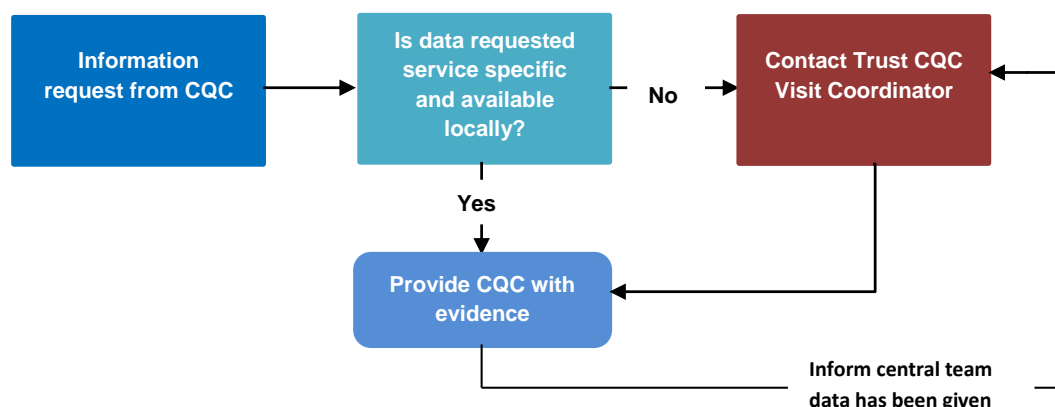 Information
request from CQC
Is data requested
service specific
and available
locally?
No
Contact Trust CQC
Visit Coordinator
Yes
Provide CQC with
evidence
Inform central team
data has been given